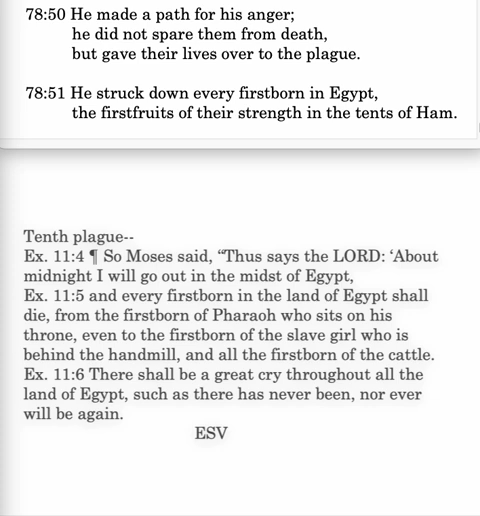 78:50 He made a path for his anger;
he did not spare them from death,
but gave their lives over to the plague.
78:51 He struck down every firstborn in Egypt,
the firstfruits of their strength in the tents of Ham.
Tenth plague--
Ex. 11:4 ¶ So Moses said, “Thus says the LORD: ‘About
midnight I will go out in the midst of Egypt,
Ex. 11:5 and every firstborn in the land of Egypt shall
die, from the firstborn of Pharaoh who sits on his
throne, even to the firstborn of the slave girl who is
behind the handmill, and all the firstborn of the cattle.
Ex. 11:6 There shall be a great cry throughout all the
land of Egypt, such as there has never been, nor ever
will be again.
ESV